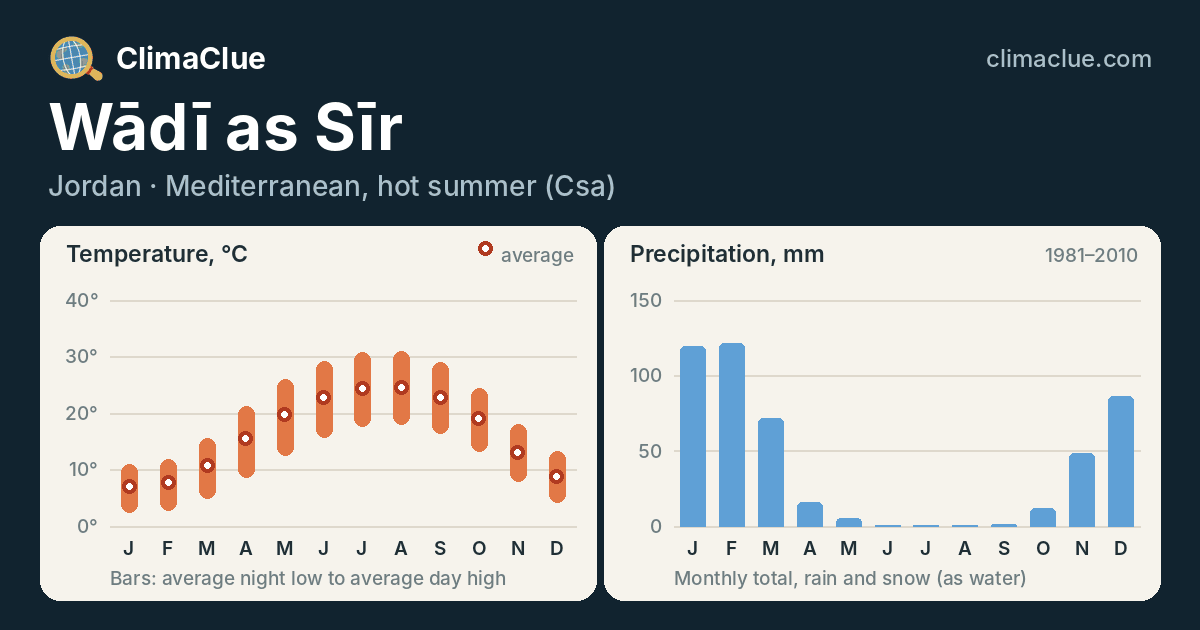 ClimaClue
climaclue.com
Wādī as Sīr
Jordan · Mediterranean, hot summer (Csa)
Temperature, °C
average
40°
30°
20°
10°
0°
J F M A M J J A S O N D
Bars: average night low to average day high
Precipitation, mm
1981–2010
150
100
50
0
J F M A M J J A S O N D
Monthly total, rain and snow (as water)